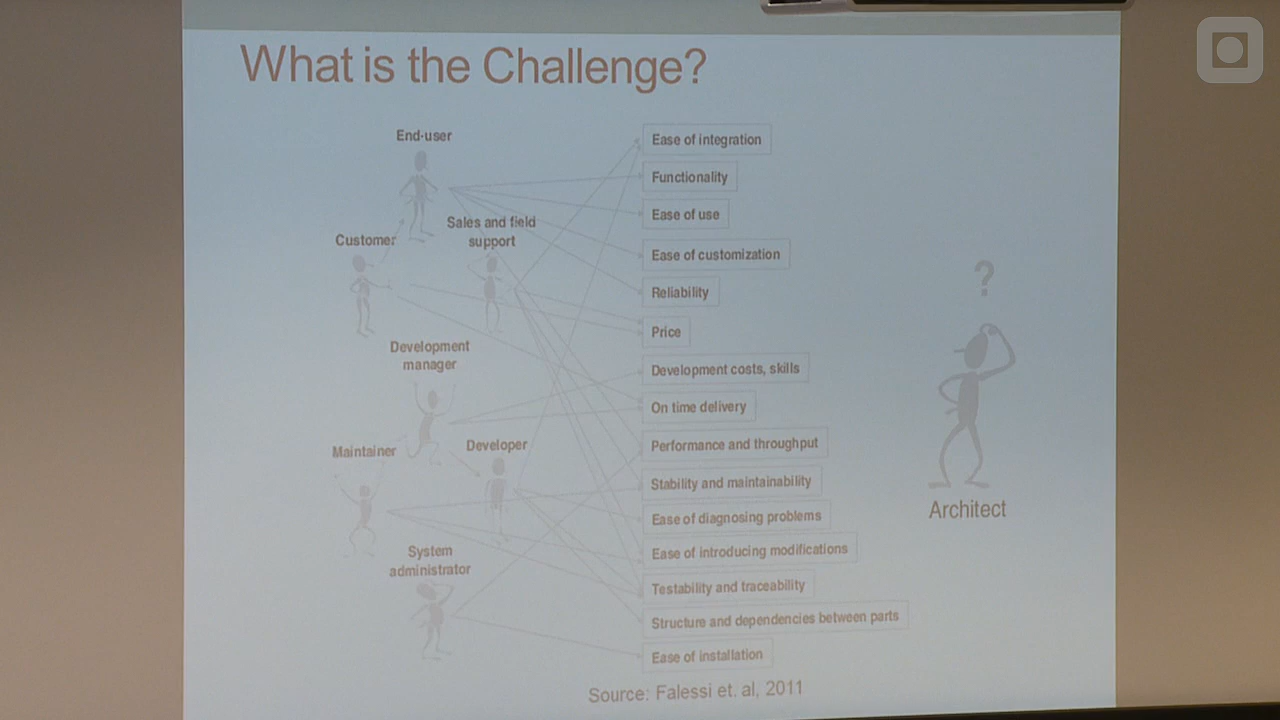 What is the Challenge?
End-user
Sales and field
support
Customer
Development
manager
Maintainer
Developer
System
administrator
Ease of integration
Functionality
Ease of use
Ease of customization
Reliability
Price
Development costs, skills
On time delivery
Performance and throughput
Stability and maintainability
Ease of diagnosing problems
Ease of introducing modifications
Testability and traceability
Structure and dependencies between parts
Ease of installation
?
Architect
Source: Falessi et. al, 2011